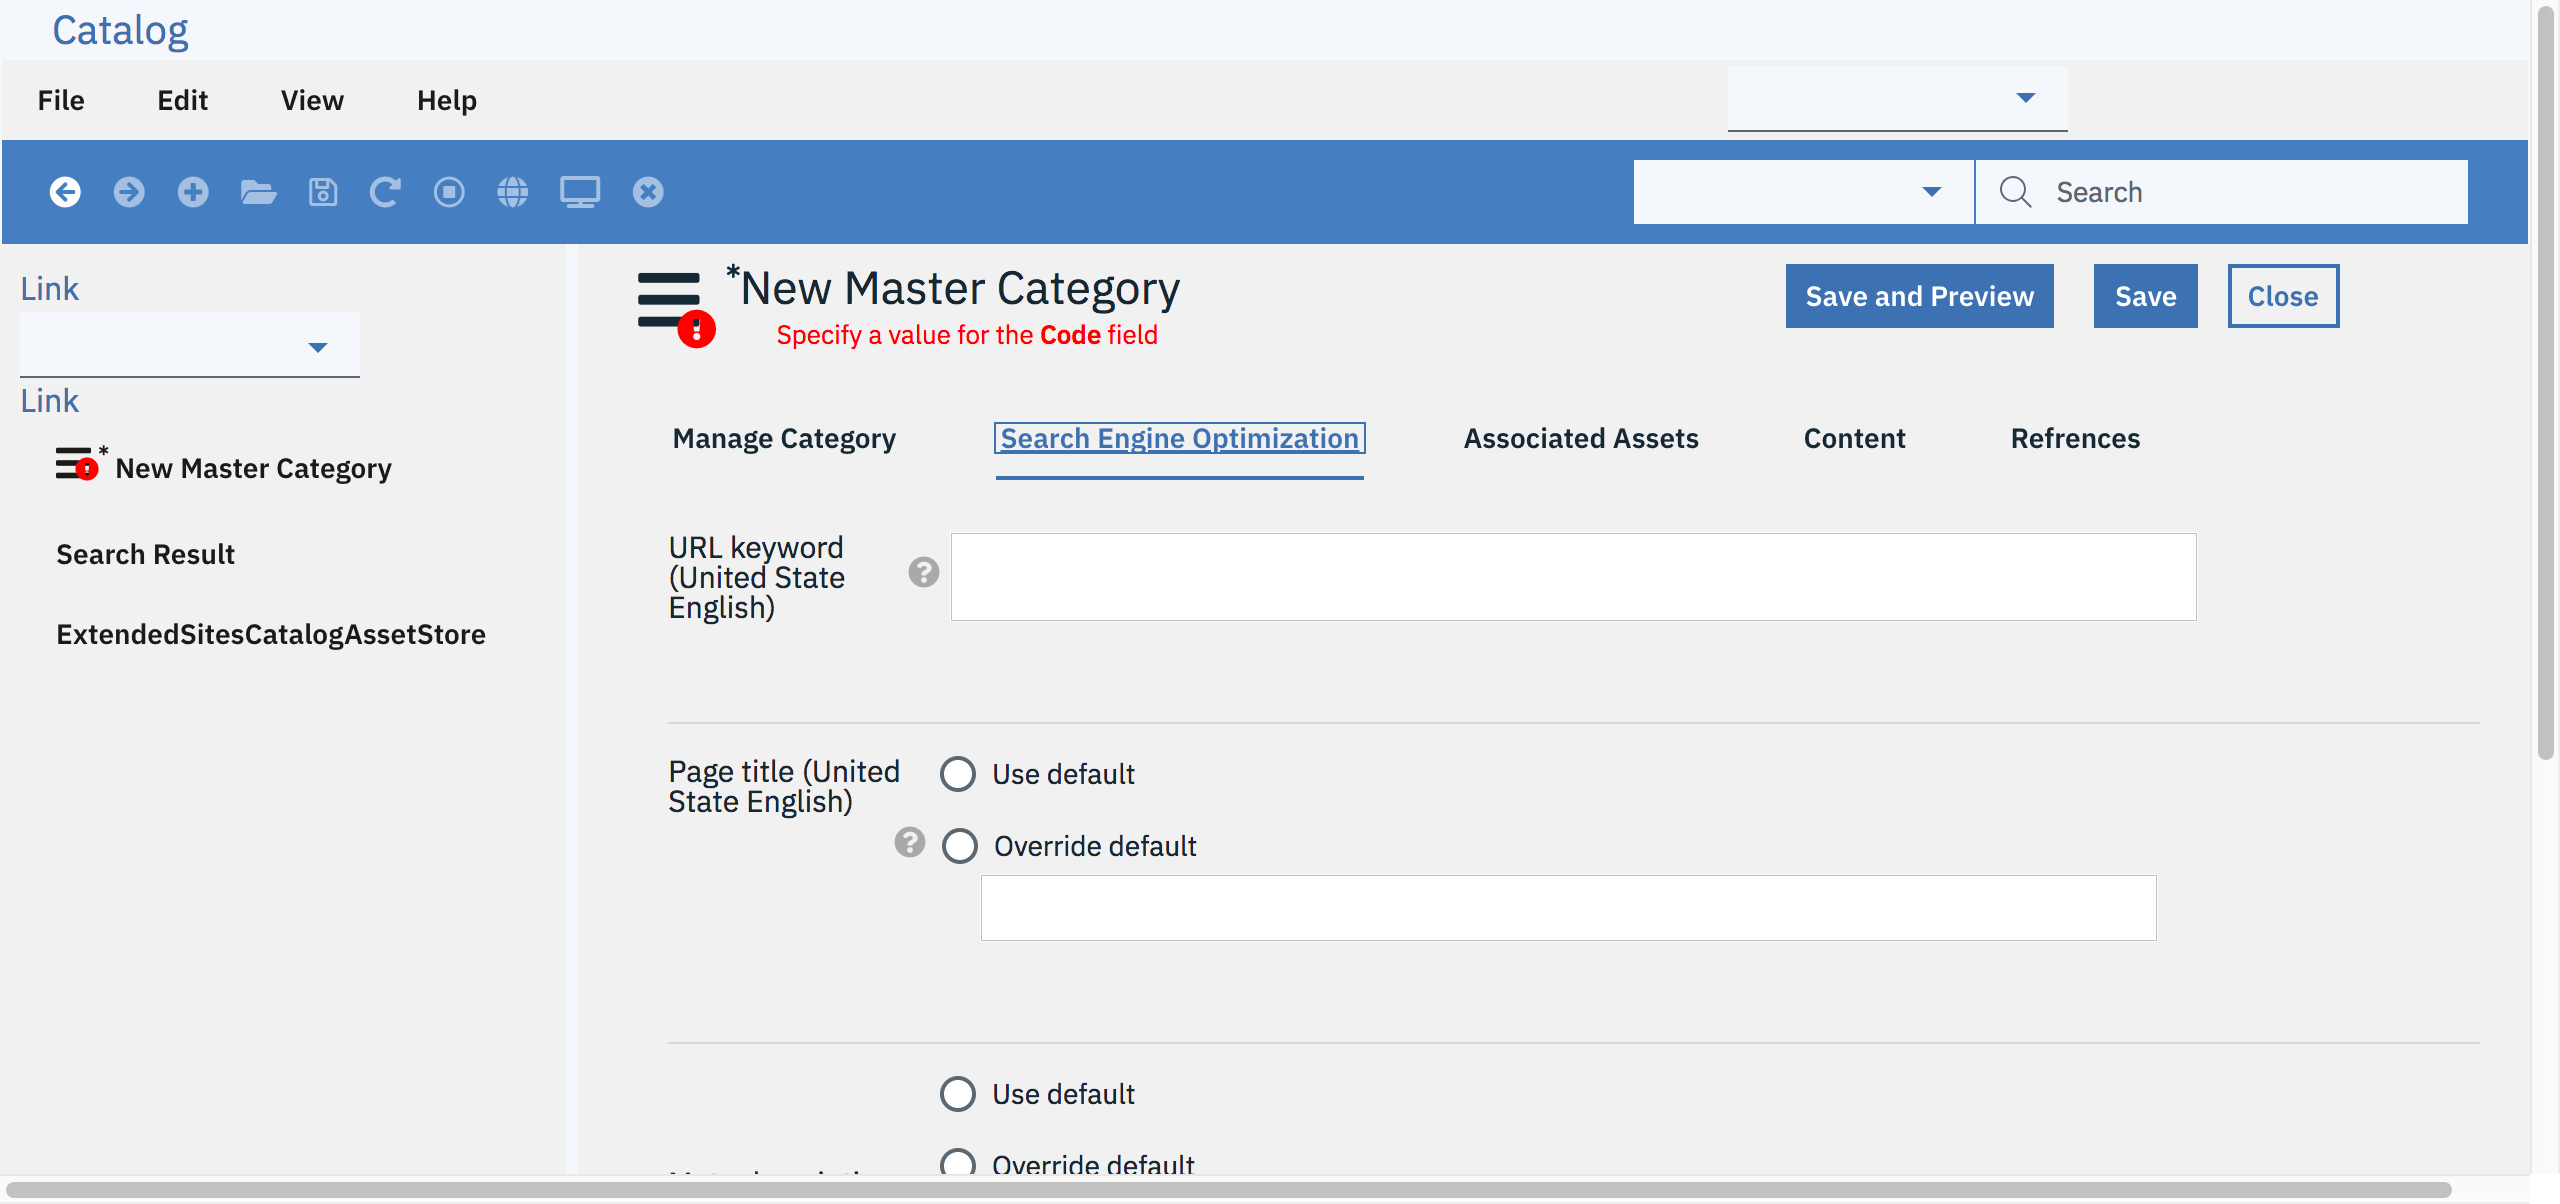 Catalog
File Edit View Help
Search
Link
Link
* New Master Category
Search Result
ExtendedSitesCatalogAssetStore
*New Master Category
Specify a value for the Code field
Save and Preview Save Close
Manage Category Search Engine Optimization Associated Assets Content Refrences
URL keyword
(United State
English)
Page title (United
State English)
Use default
Override default
Use default
Override default